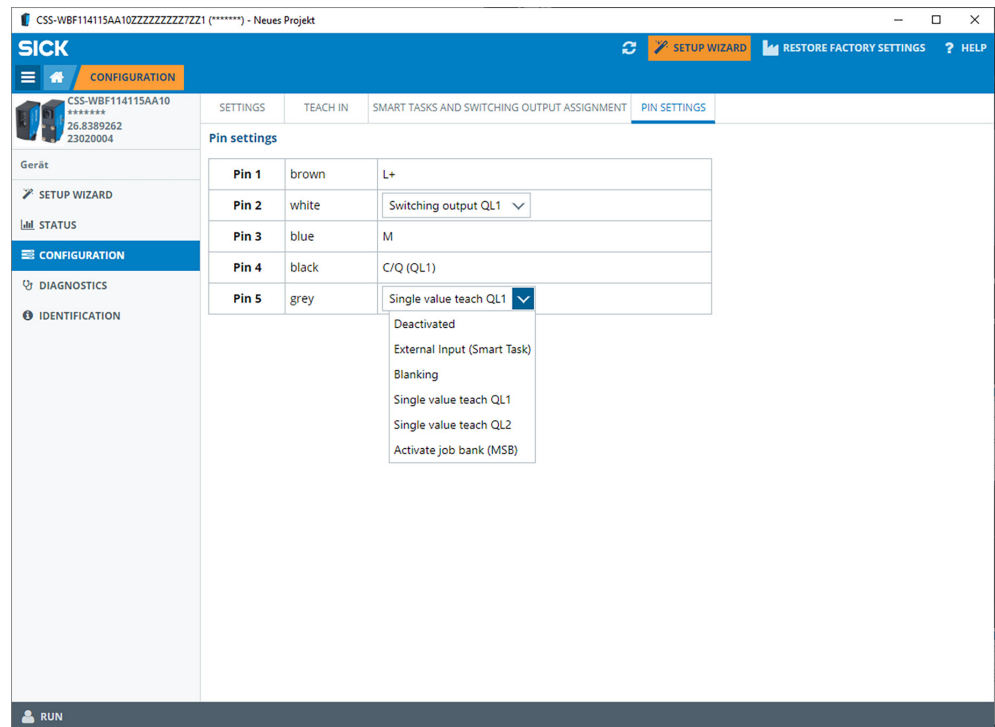 CSS-WBF114115AA10ZZZZZZZZZ7ZZ1 (*******) - Neues Projekt
SICK
SETUP WIZARD
RESTORE FACTORY SETTINGS
? HELP
CONFIGURATION
CSS-WBF114115AA10
*******
26.8389262
23020004
SETTINGS
TEACH IN
SMART TASKS AND SWITCHING OUTPUT ASSIGNMENT
PIN SETTINGS
Pin settings
Gerät
SETUP WIZARD
STATUS
CONFIGURATION
DIAGNOSTICS
IDENTIFICATION
Pin 1 brown L+
Pin 2 white Switching output QL1
Pin 3 blue M
Pin 4 black C/Q (QL1)
Pin 5 grey Single value teach QL1
Deactivated
External Input (Smart Task)
Blanking
Single value teach QL1
Single value teach QL2
Activate job bank (MSB)
RUN